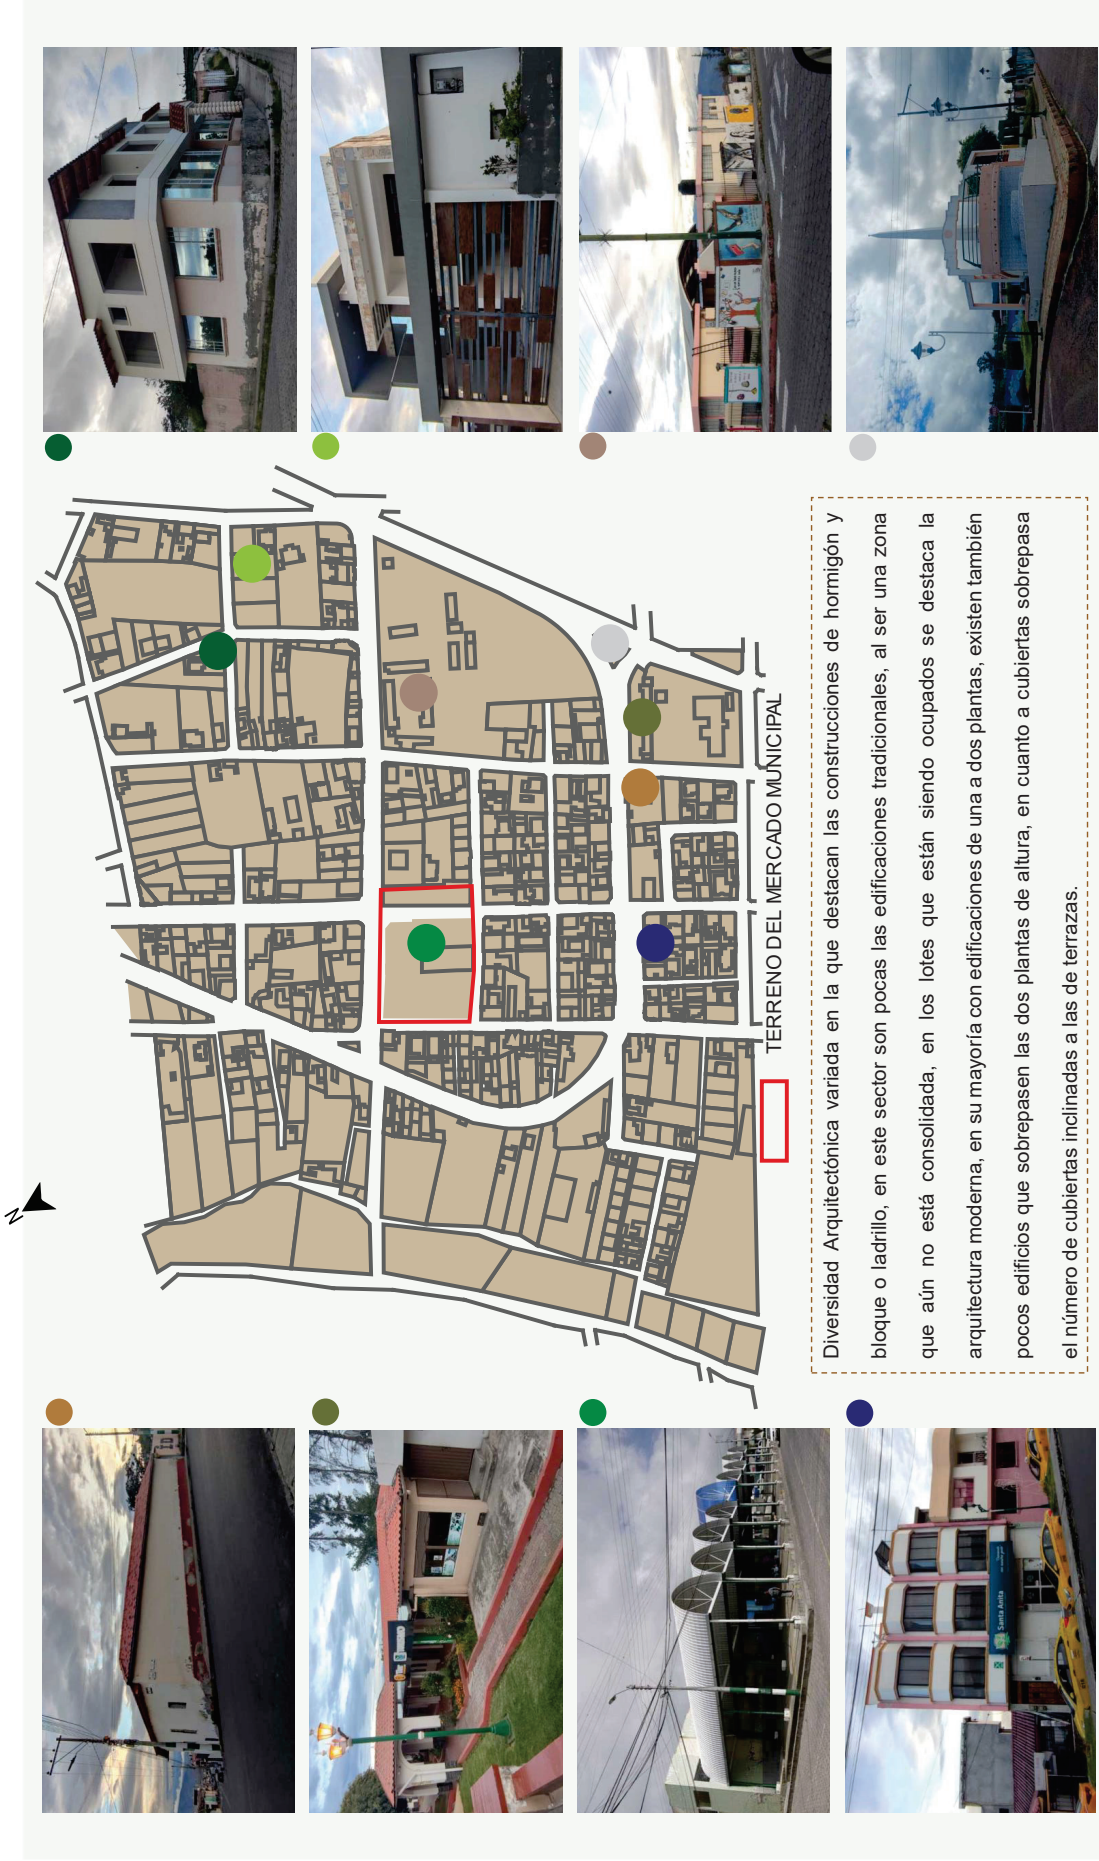 N
TERRENO DEL MERCADO MUNICIPAL
Diversidad Arquitectónica variada en la que destacan las construcciones de hormigón y
bloque o ladrillo, en este sector son pocas las edificaciones tradicionales, al ser una zona
que aún no está consolidada, en los lotes que están siendo ocupados se destaca la
arquitectura moderna, en su mayoría con edificaciones de una a dos plantas, existen también
pocos edificios que sobrepasen las dos plantas de altura, en cuanto a cubiertas sobrepasa
el número de cubiertas inclinadas a las de terrazas.
Santa Anita